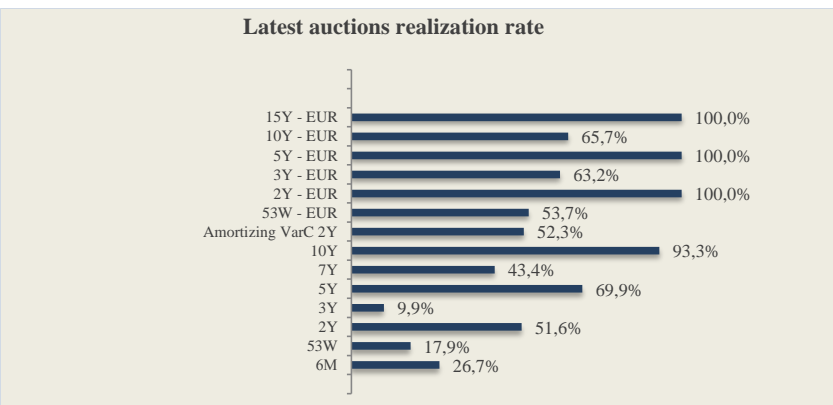 Latest auctions realization rate
15Y - EUR 100,0%
10Y - EUR 65,7%
5Y - EUR 100,0%
3Y - EUR 63,2%
2Y - EUR 100,0%
53W - EUR 53,7%
Amortizing VarC 2Y 52,3%
10Y 93,3%
7Y 43,4%
5Y 69,9%
3Y 9,9%
2Y 51,6%
53W 17,9%
6M 26,7%